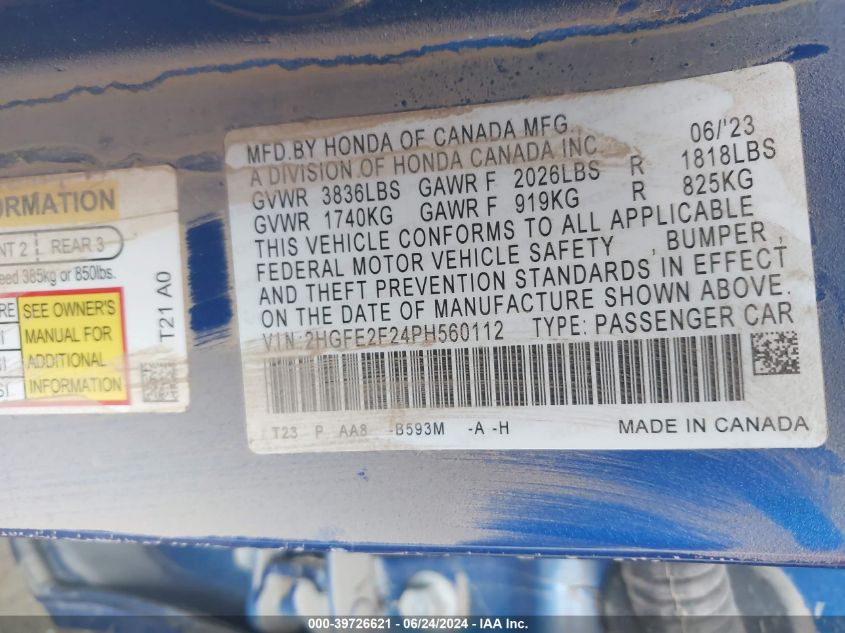 ORMATION
NT 2 REAR 3
eed 385kg or 850lbs.
RE SEE OWNER'S
MANUAL FOR
ADDITIONAL
INFORMATION
T21 A0
MFD.BY HONDA OF CANADA MFG., 06/'23
A DIVISION OF HONDA CANADA INC.
GVWR 3836LBS GAWR F 2026LBS R 1818LBS
GVWR 1740KG GAWR F 919KG R 825KG
THIS VEHICLE CONFORMS TO ALL APPLICABLE
FEDERAL MOTOR VEHICLE SAFETY , BUMPER ,
AND THEFT PREVENTION STANDARDS IN EFFECT
ON THE DATE OF MANUFACTURE SHOWN ABOVE.
VIN:2HGFE2F24PH560112 TYPE: PASSENGER CAR
T23 P AA8 -B593M -A -H MADE IN CANADA
000-39726621 / 06/24/2024 / IAA Inc.